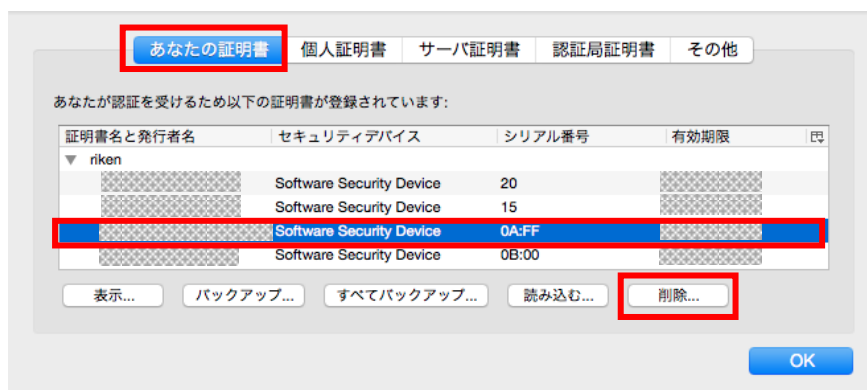 あなたの証明書 個人証明書 サーバ証明書 認証局証明書 その他
あなたが認証を受けるため以下の証明書が登録されています:
証明書名と発行者名 セキュリティデバイス シリアル番号 有効期限
▼ riken
Software Security Device 20
Software Security Device 15
Software Security Device 0A:FF
Software Security Device 0B:00
表示... バックアップ... すべてバックアップ... 読み込む... 削除...
OK